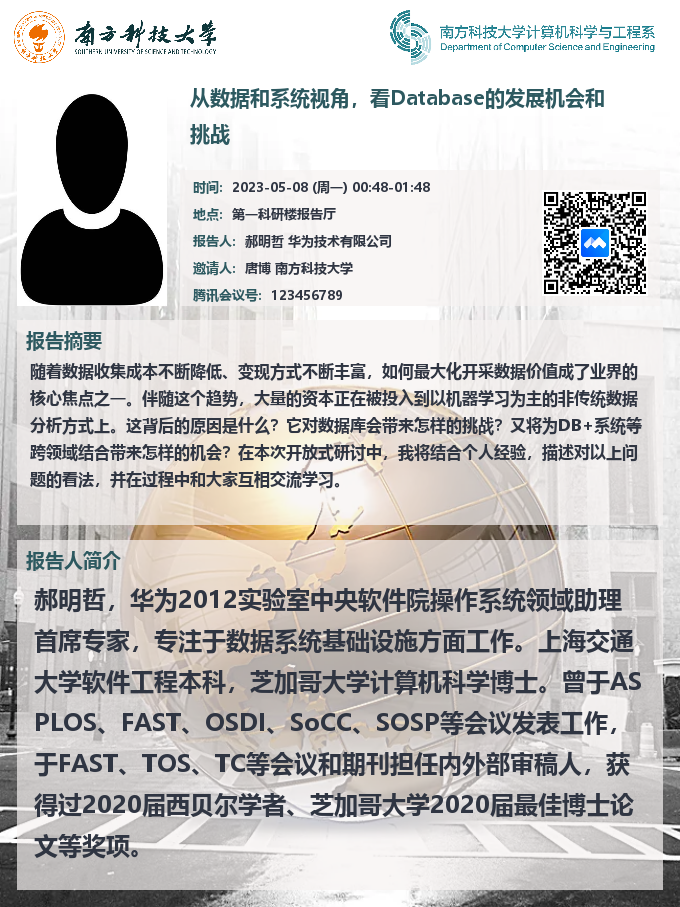 南方科技大学
SOUTHERN UNIVERSITY OF SCIENCE AND TECHNOLOGY
南方科技大学计算机科学与工程系
Department of Computer Science and Engineering
从数据和系统视角，看Database的发展机会和
挑战
时间：2023-05-08 (周一) 00:48-01:48
地点：第一科研楼报告厅
报告人：郝明哲 华为技术有限公司
邀请人：唐博 南方科技大学
腾讯会议号：123456789
报告摘要
随着数据收集成本不断降低、变现方式不断丰富，如何最大化开采数据价值成了业界的
核心焦点之一。伴随这个趋势，大量的资本正在被投入到以机器学习为主的非传统数据
分析方式上。这背后的原因是什么？它对数据库会带来怎样的挑战？又将为DB+系统等
跨领域结合带来怎样的机会？在本次开放式研讨中，我将结合个人经验，描述对以上问
题的看法，并在过程中和大家互相交流学习。
报告人简介
郝明哲，华为2012实验室中央软件院操作系统领域助理
首席专家，专注于数据系统基础设施方面工作。上海交通
大学软件工程本科，芝加哥大学计算机科学博士。曾于AS
PLOS、FAST、OSDI、SoCC、SOSP等会议发表工作，
于FAST、TOS、TC等会议和期刊担任内外部审稿人，获
得过2020届西贝尔学者、芝加哥大学2020届最佳博士论
文等奖项。